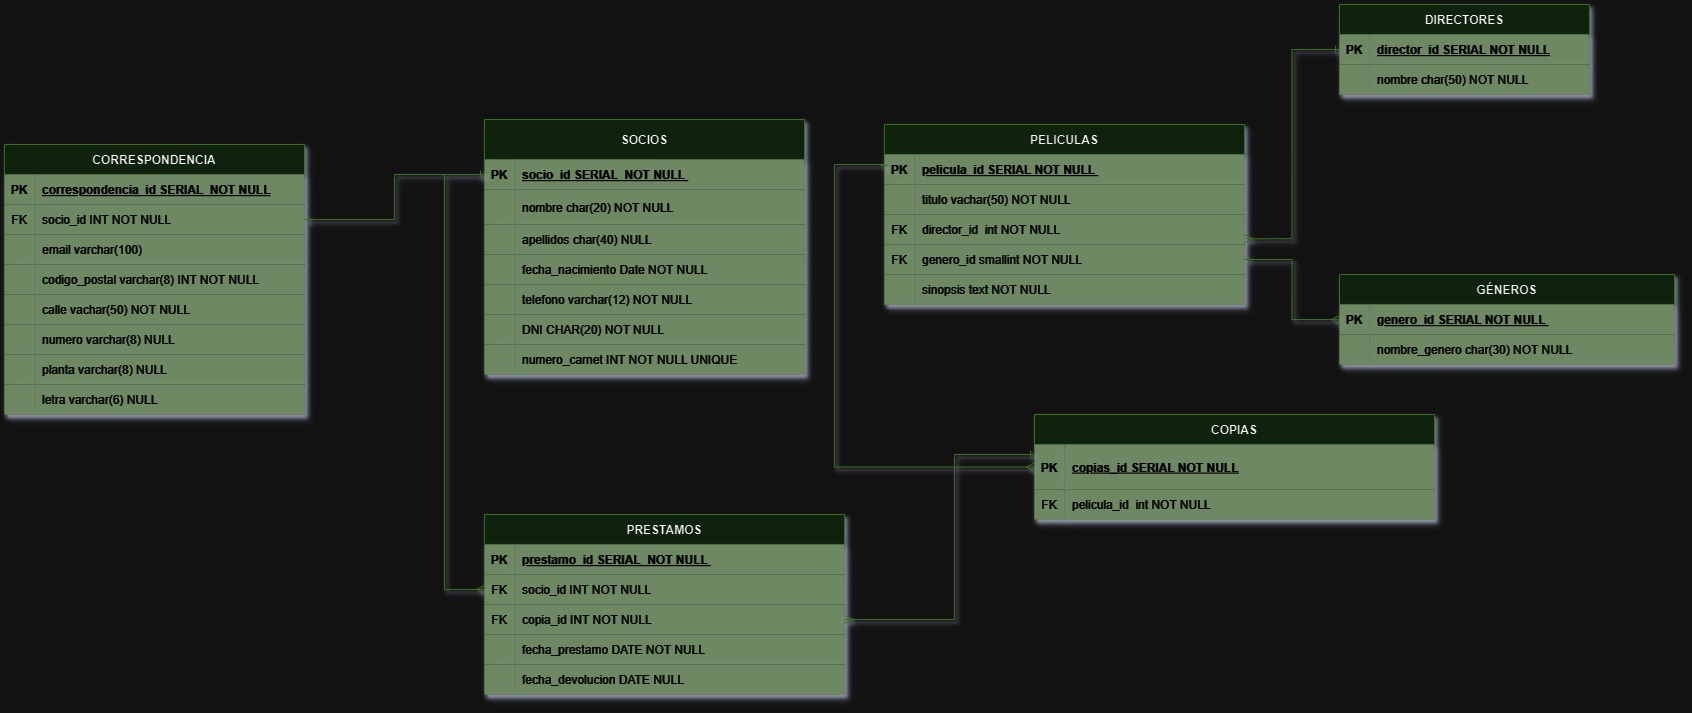 DIRECTORES
PK director_id SERIAL NOT NULL
nombre char(50) NOT NULL
CORRESPONDENCIA
PK correspondencia_id SERIAL NOT NULL
FK socio_id INT NOT NULL
email varchar(100)
codigo_postal varchar(8) INT NOT NULL
calle vachar(50) NOT NULL
numero varchar(8) NULL
planta varchar(8) NULL
letra varchar(6) NULL
SOCIOS
PK socio_id SERIAL NOT NULL
nombre char(20) NOT NULL
apellidos char(40) NULL
fecha_nacimiento Date NOT NULL
telefono varchar(12) NOT NULL
DNI CHAR(20) NOT NULL
numero_carnet INT NOT NULL UNIQUE
PELICULAS
PK pelicula_id SERIAL NOT NULL
titulo vachar(50) NOT NULL
FK director_id int NOT NULL
FK genero_id smallint NOT NULL
sinopsis text NOT NULL
GÉNEROS
PK genero_id SERIAL NOT NULL
nombre_genero char(30) NOT NULL
COPIAS
PK copias_id SERIAL NOT NULL
FK pelicula_id int NOT NULL
PRESTAMOS
PK prestamo_id SERIAL NOT NULL
FK socio_id INT NOT NULL
FK copia_id INT NOT NULL
fecha_prestamo DATE NOT NULL
fecha_devolucion DATE NULL